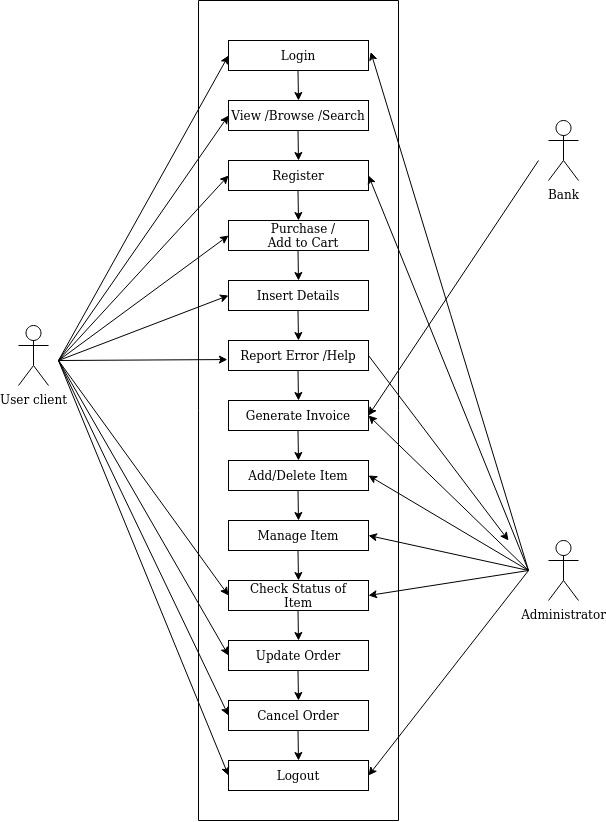 Login
View /Browse /Search
Register
Purchase /
Add to Cart
Insert Details
Report Error /Help
Generate Invoice
Add/Delete Item
Manage Item
Check Status of
Item
Update Order
Cancel Order
Logout
User client
Bank
Administrator